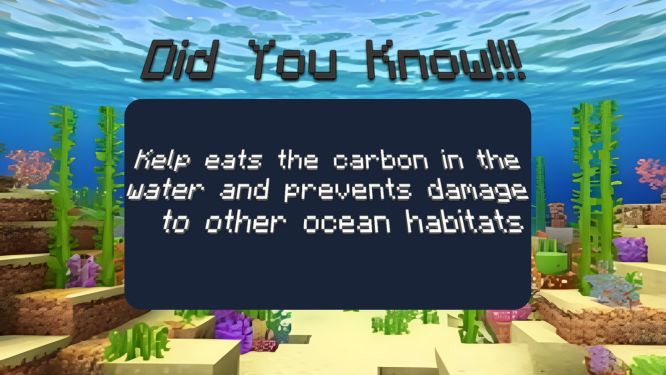 Did You Know!!!
Kelp eats the carbon in the
water and prevents damage
to other ocean habitats